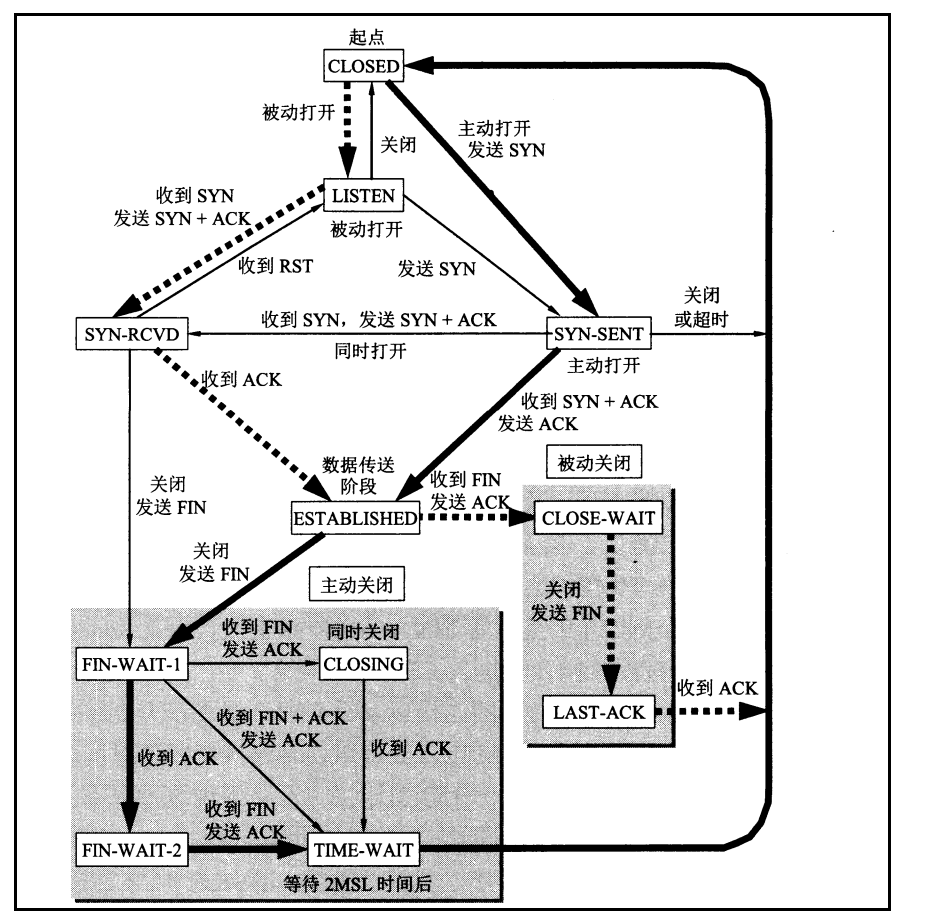 起点
CLOSED
被动打开
关闭
主动打开
发送 SYN
收到 SYN
发送 SYN + ACK
LISTEN
被动打开
收到 RST
发送 SYN
关闭
或超时
SYN-RCVD
收到 SYN，发送 SYN + ACK
同时打开
SYN-SENT
主动打开
收到 ACK
收到 SYN + ACK
发送 ACK
被动关闭
数据传送
阶段
收到 FIN
发送 ACK
关闭
发送 FIN
ESTABLISHED
CLOSE-WAIT
关闭
发送 FIN
主动关闭
关闭
发送 FIN
收到 FIN
发送 ACK
同时关闭
FIN-WAIT-1
CLOSING
收到 ACK
LAST-ACK
收到 FIN + ACK
发送 ACK
收到 ACK
收到 ACK
收到 FIN
发送 ACK
FIN-WAIT-2
TIME-WAIT
等待 2MSL 时间后